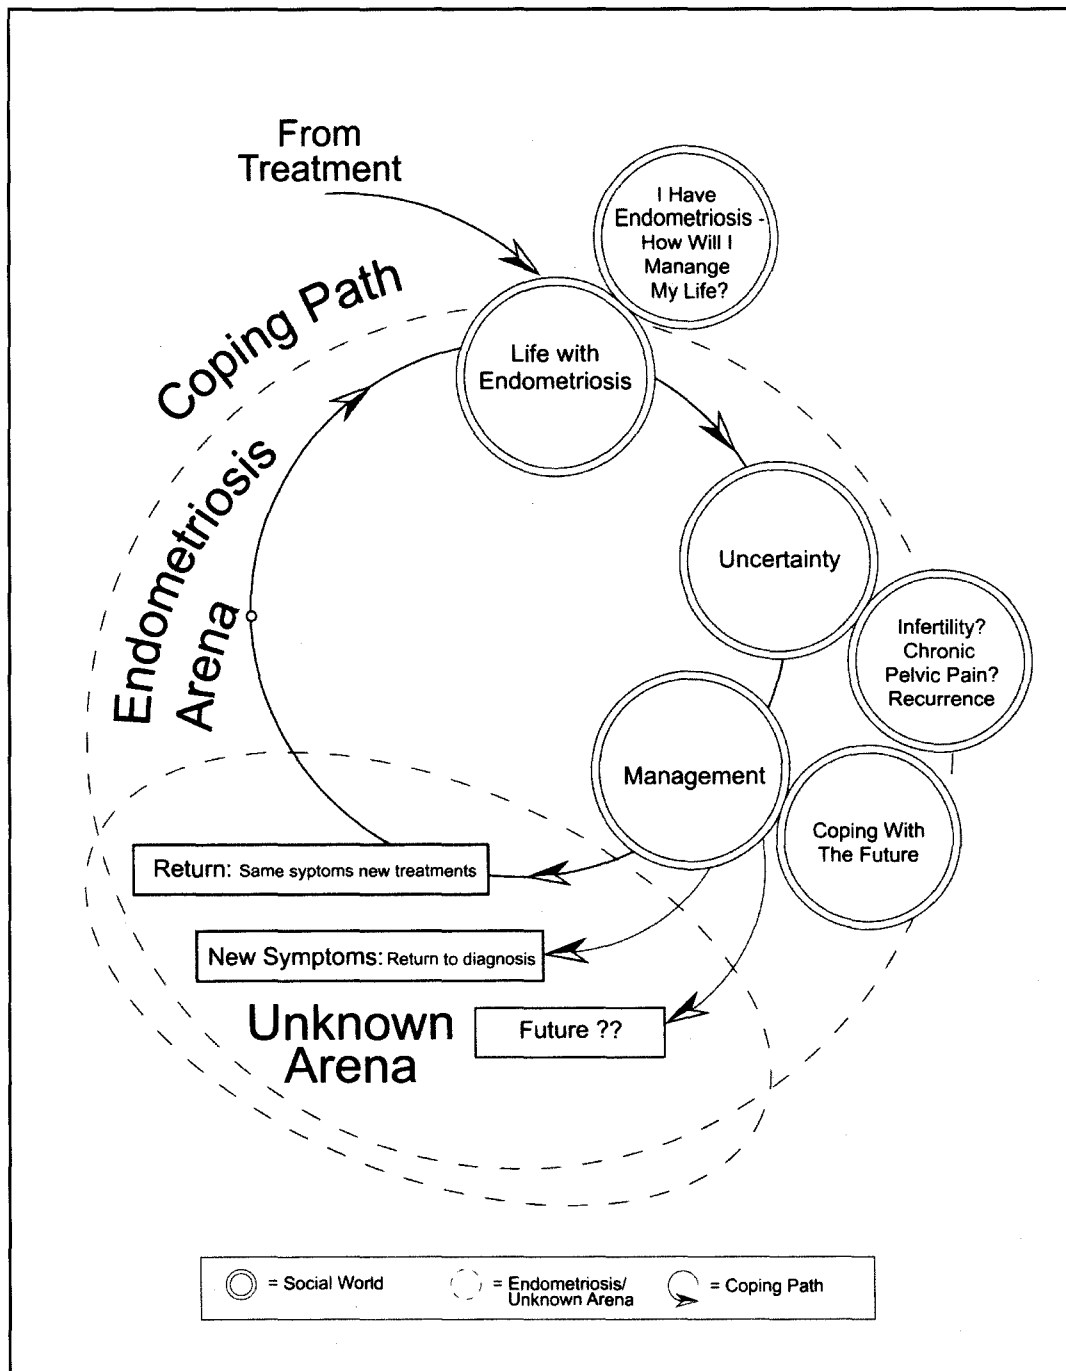 From
Treatment
I Have
Endometriosis -
How Will I
Manange
My Life?
Coping Path
Life with
Endometriosis
Endometriosis
Arena
Uncertainty
Infertility?
Chronic
Pelvic Pain?
Recurrence
Management
Coping With
The Future
Return: Same syptoms new treatments
New Symptoms: Return to diagnosis
Unknown
Arena
Future ??
= Social World
= Endometriosis/
Unknown Arena
= Coping Path